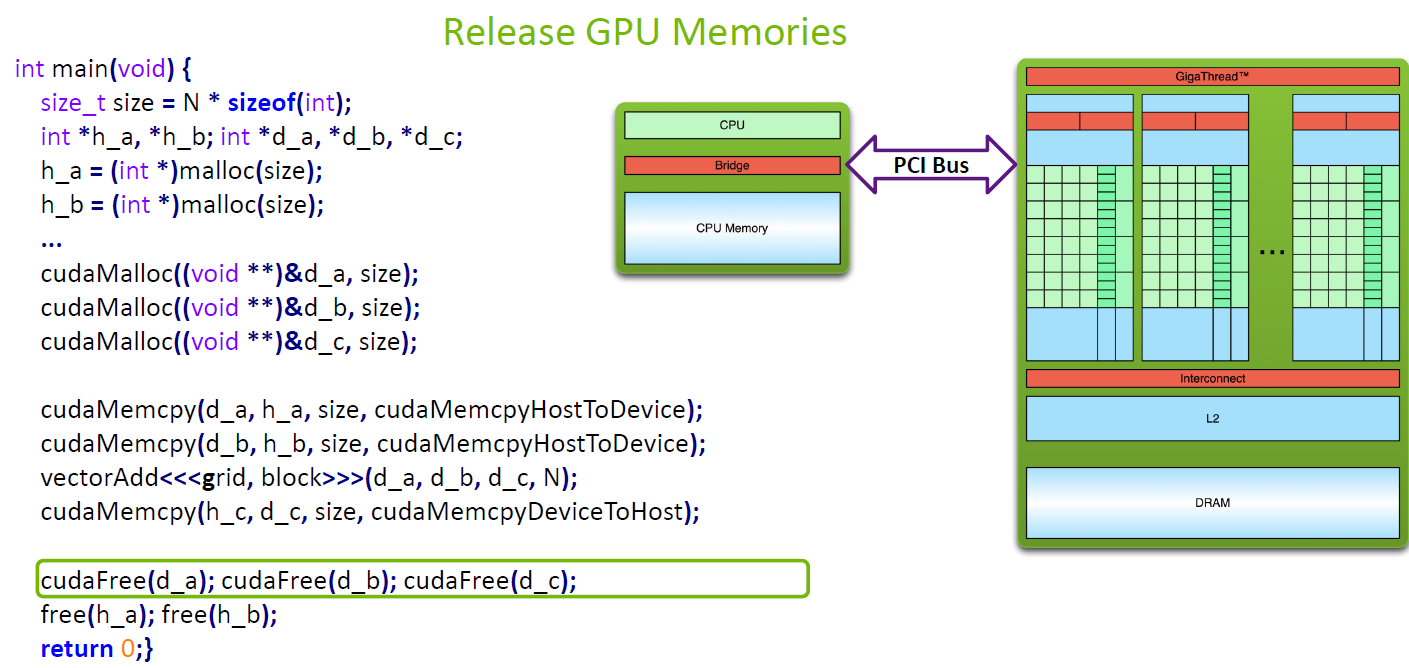 Release GPU Memories
int main(void) {
size_t size = N * sizeof(int);
int *h_a, *h_b; int *d_a, *d_b, *d_c;
h_a = (int *)malloc(size);
h_b = (int *)malloc(size);
...
cudaMalloc((void **)&d_a, size);
cudaMalloc((void **)&d_b, size);
cudaMalloc((void **)&d_c, size);
cudaMemcpy(d_a, h_a, size, cudaMemcpyHostToDevice);
cudaMemcpy(d_b, h_b, size, cudaMemcpyHostToDevice);
vectorAdd<<<grid, block>>>(d_a, d_b, d_c, N);
cudaMemcpy(h_c, d_c, size, cudaMemcpyDeviceToHost);
cudaFree(d_a); cudaFree(d_b); cudaFree(d_c);
free(h_a); free(h_b);
return 0;}
CPU
Bridge
CPU Memory
PCI Bus
GigaThread™
...
Interconnect
L2
DRAM